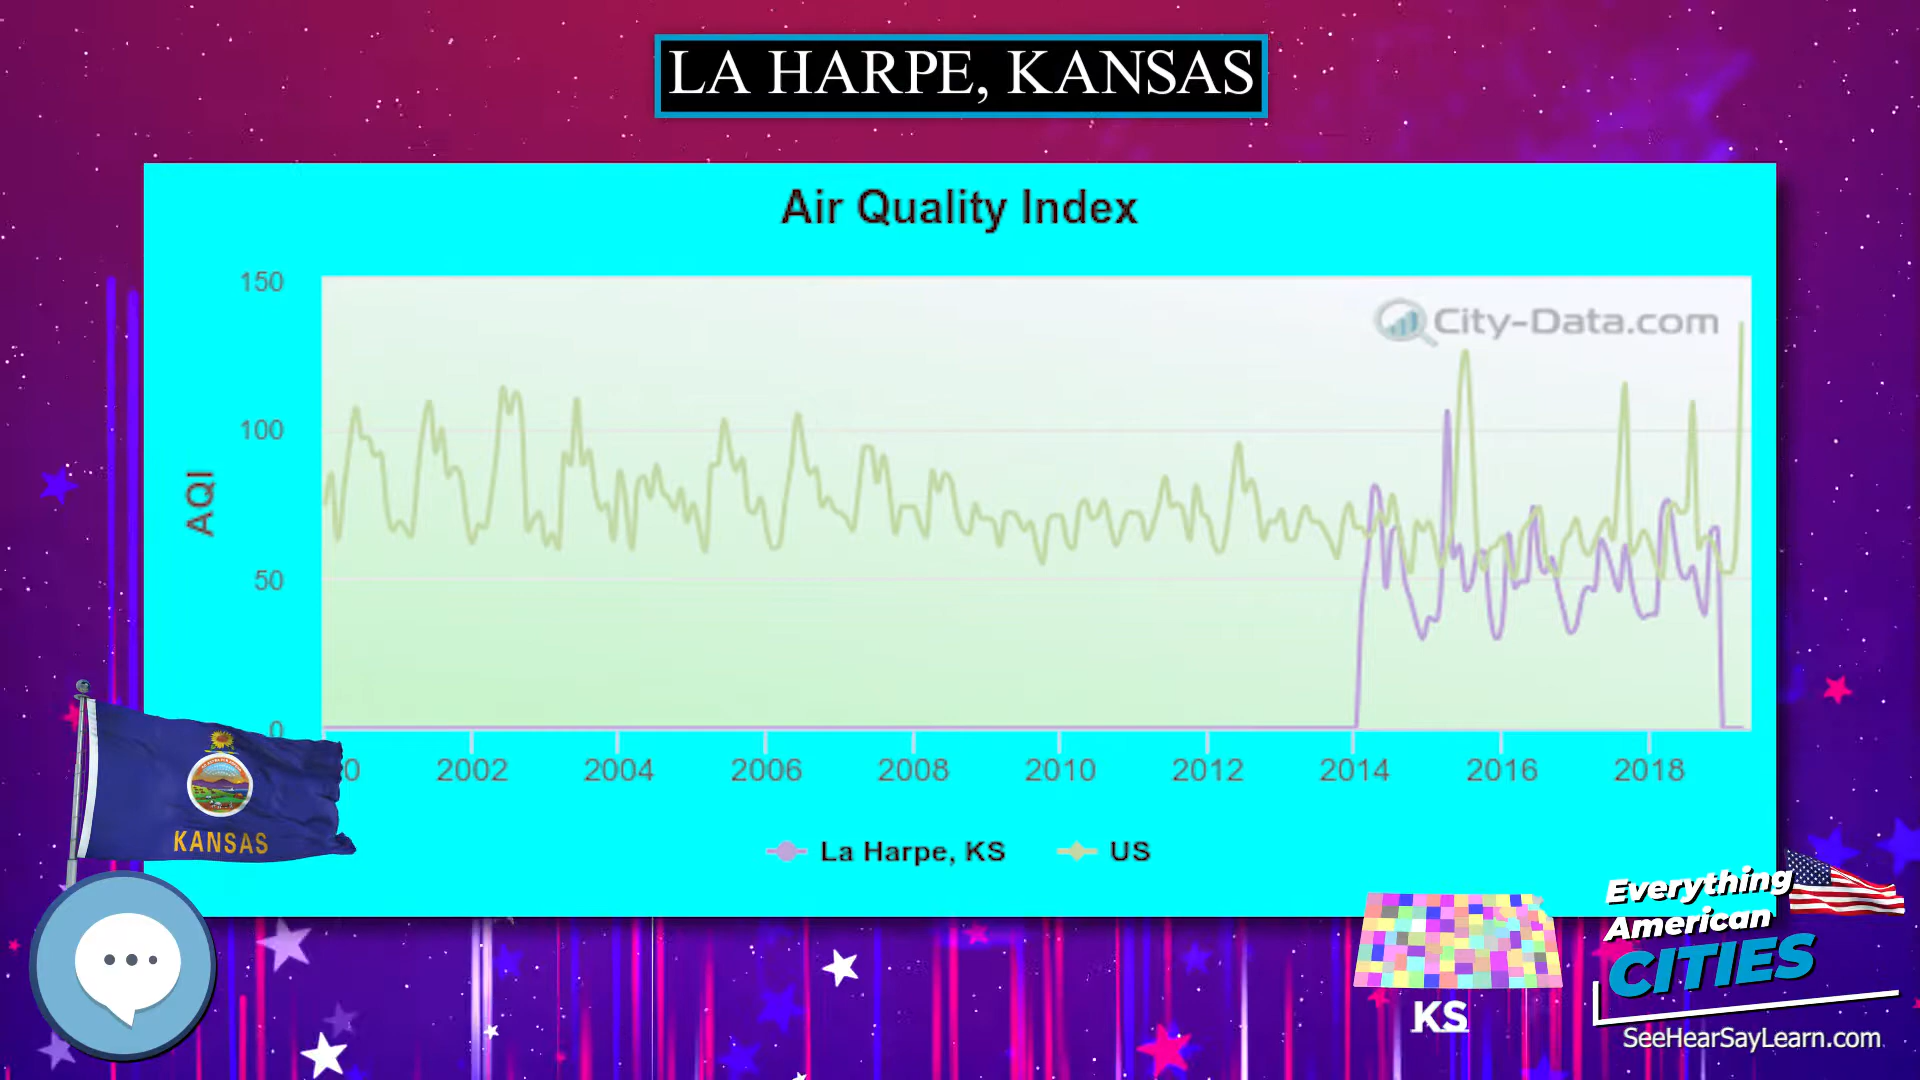 LA HARPE, KANSAS
Air Quality Index
City-Data.com
150
100
50
0
AQI
0 2002 2004 2006 2008 2010 2012 2014 2016 2018
La Harpe, KS US
KANSAS
KS
Everything
American
CITIES
SeeHearSayLearn.com